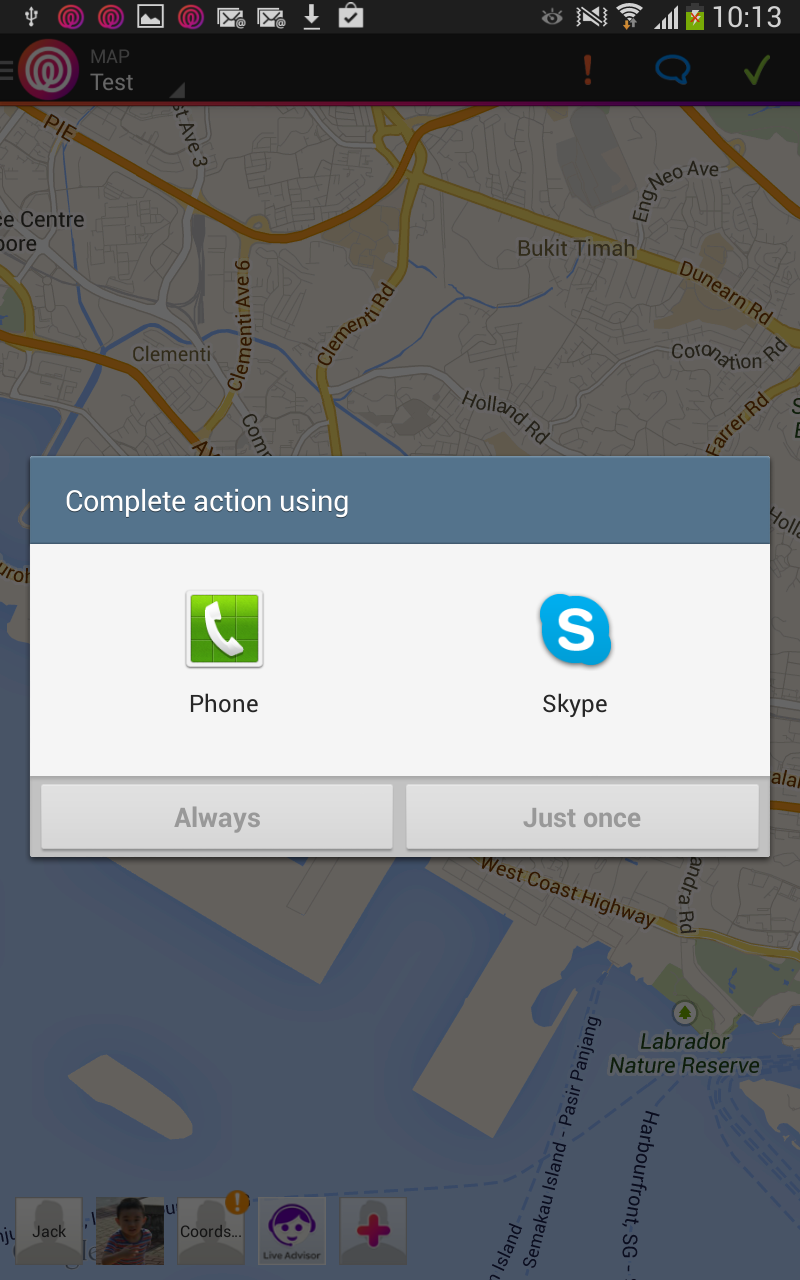 10:13
MAP
Test
PIE
st Ave 3
Eng Neo Ave
ce Centre
pore
Bukit Timah
Dunearn Rd
Clementi Ave 6
Clementi Rd
Clementi
Coronation Rd
Holland Rd
Farrer Rd
Comm
Complete action using
Phone
Skype
Always
Just once
West Coast Highway
andra Rd
Labrador
Nature Reserve
Semakau Island - Pasir Panjang
Harbourfront, SG -
Island
Jack
Coords...
Live Advisor